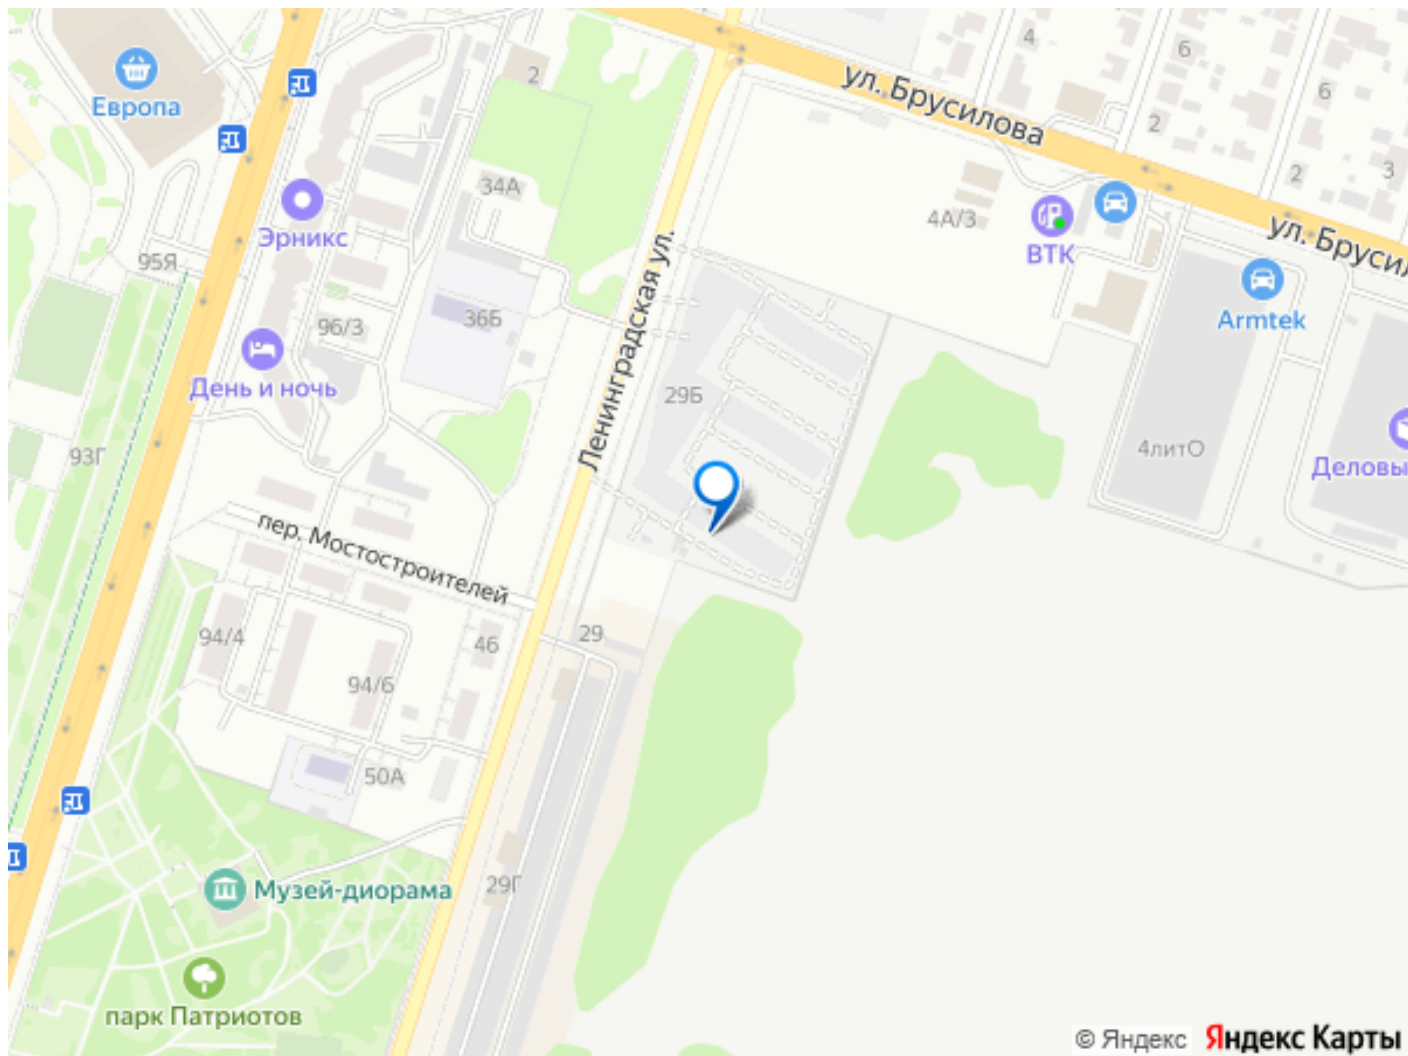 Европа
2
4
6
ул. Брусилова
6
2
2
3
34А
Эрникс
4А/3
ВТК
ул. Брусил
95Я
Ленинградская ул.
36Б
96/3
Armtek
День и ночь
29Б
93Г
4литО
Деловы
пер. Мостостроителей
94/4
29
46
94/6
50А
29Г
Музей-диорама
парк Патриотов
© Яндекс Яндекс Карты